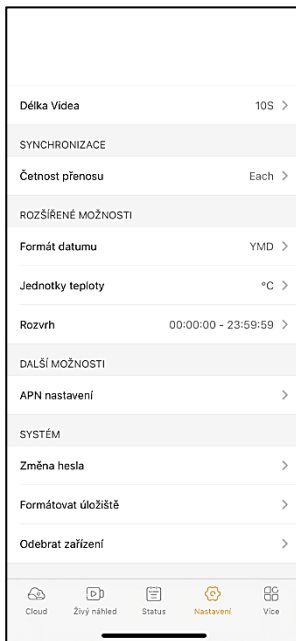 Délka Videa 10S
SYNCHRONIZACE
Četnost přenosu Each
ROZŠÍŘENÉ MOŽNOSTI
Formát datumu YMD
Jednotky teploty °C
Rozvrh 00:00:00 - 23:59:59
DALŠÍ MOŽNOSTI
APN nastavení
SYSTÉM
Změna hesla
Formátovat úložiště
Odebrat zařízení
Cloud Živý náhled Status Nastavení Více